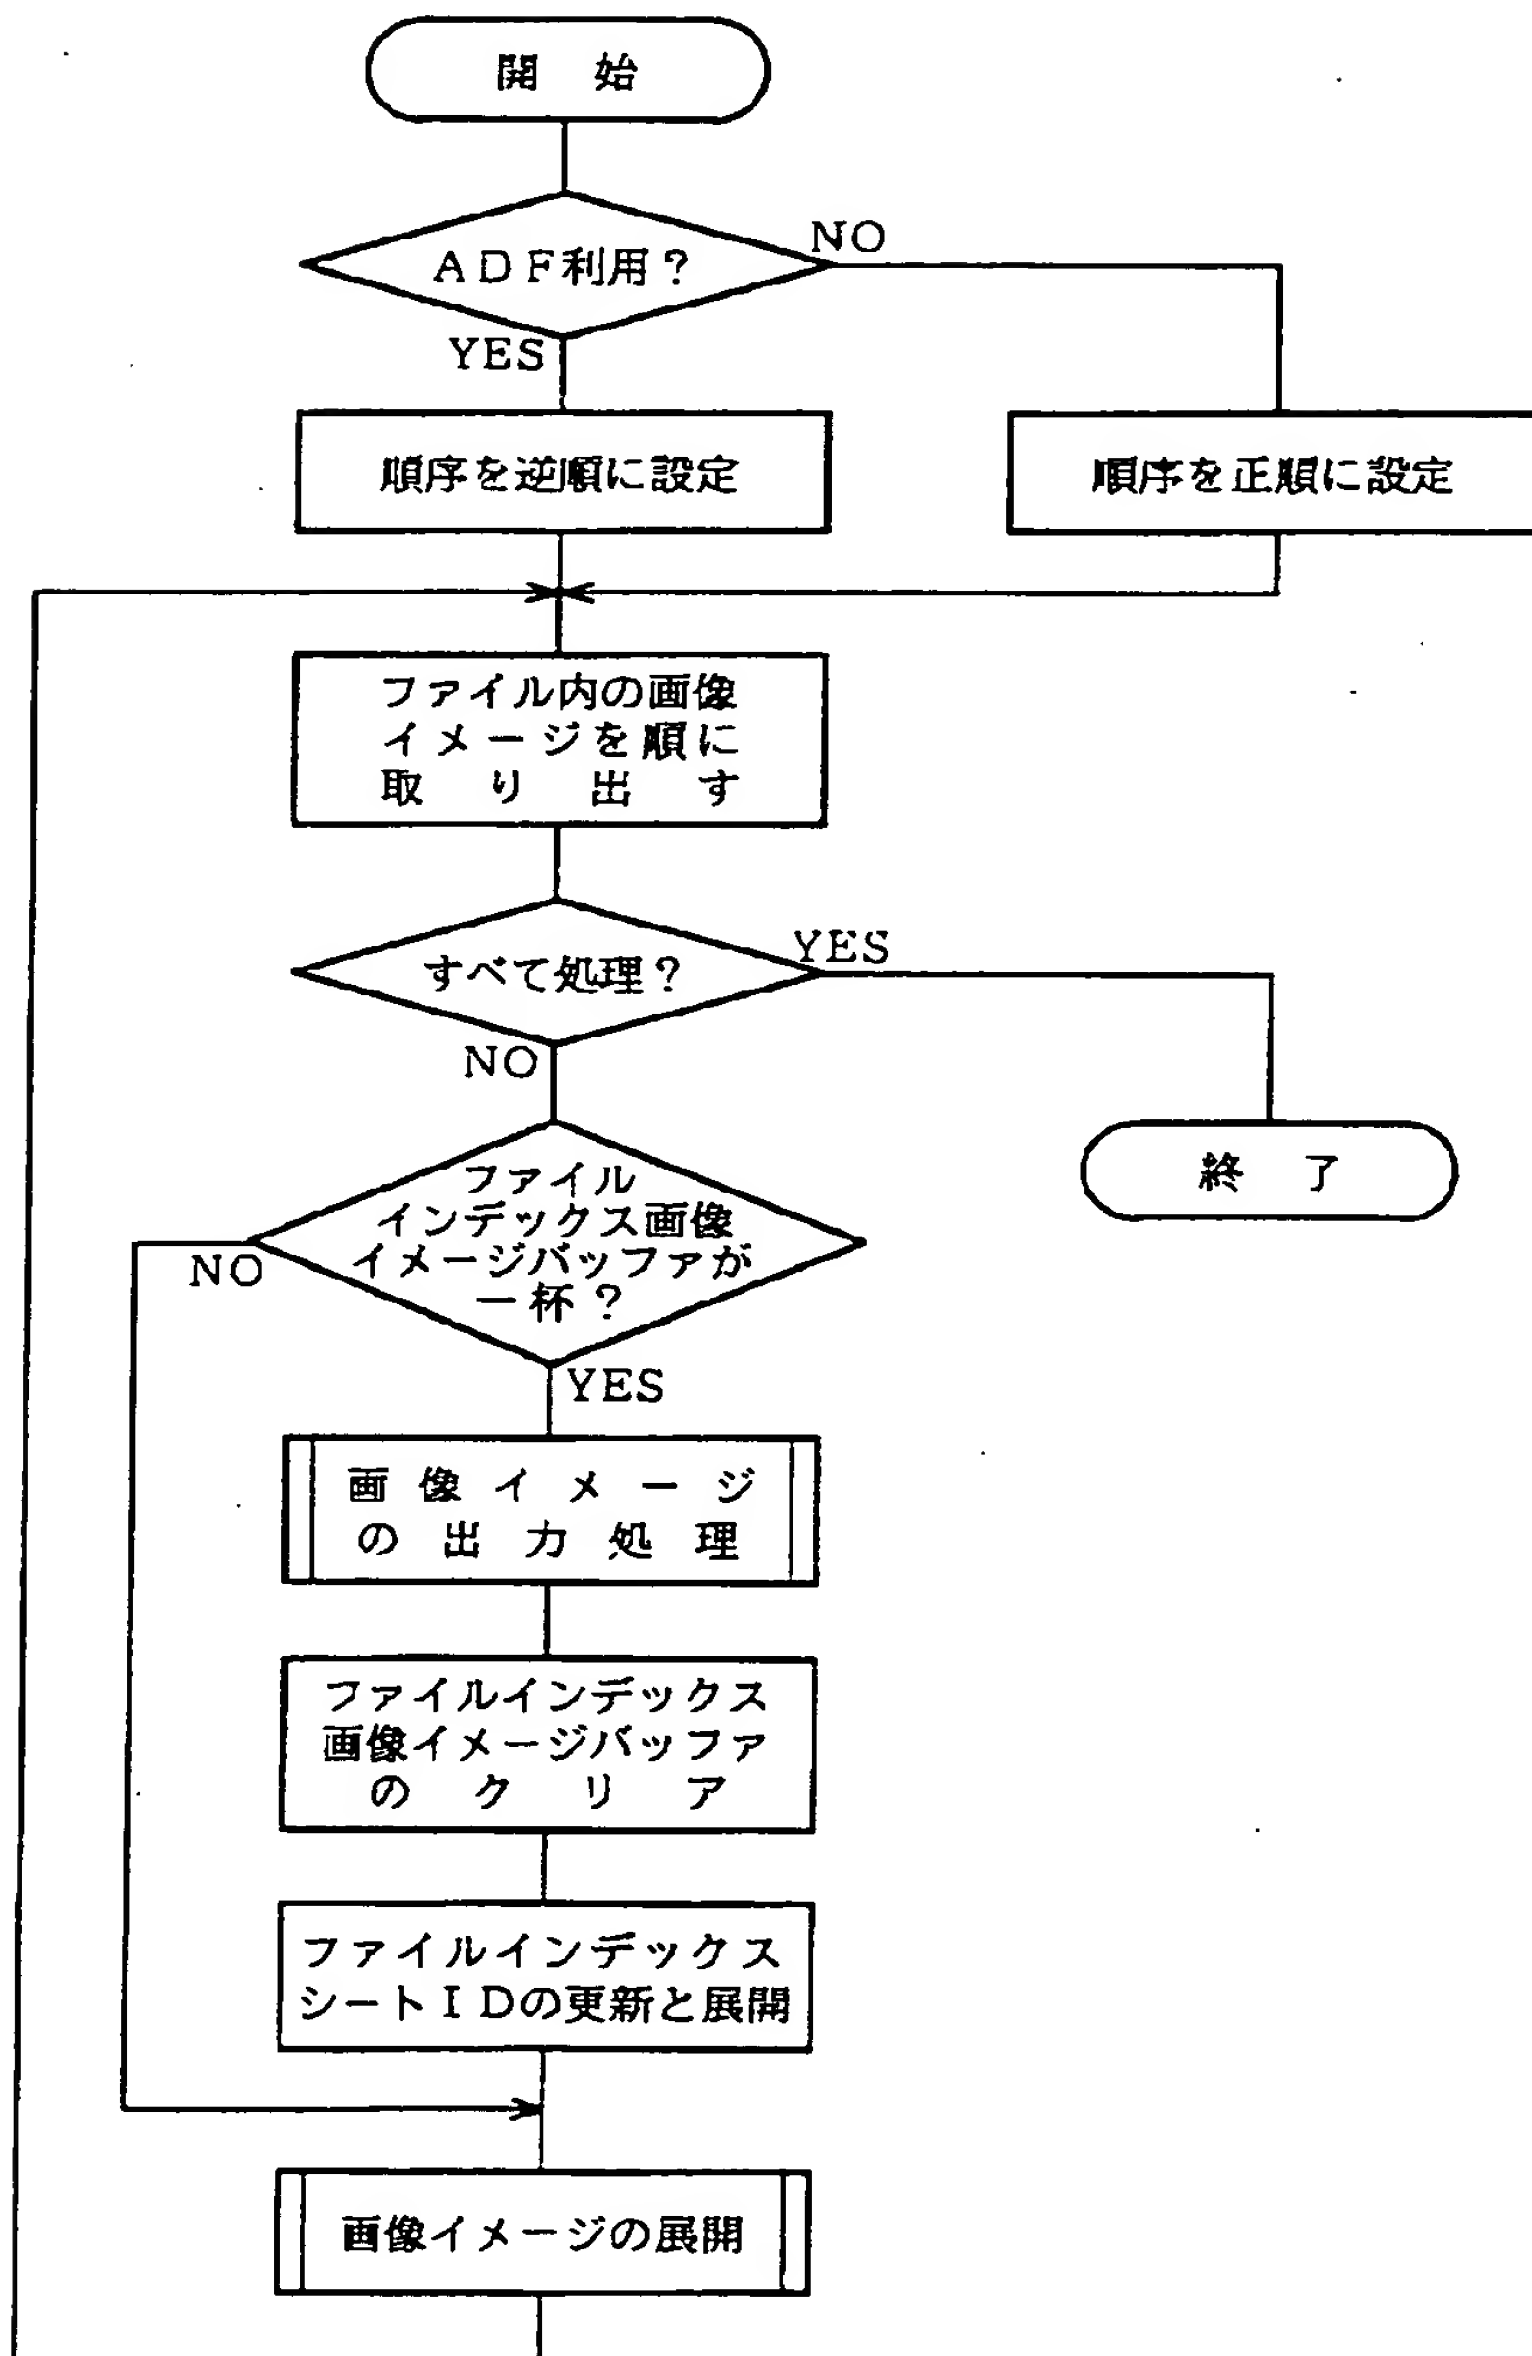 開始
ADF利用?
NO
YES
順序を逆順に設定
順序を正順に設定
ファイル内の画像
イメージを順に
取り出す
すべて処理?
YES
NO
終了
ファイル
インデックス画像
イメージバッファが
一杯?
NO
YES
画像イメージ
の出力処理
ファイルインデックス
画像イメージバッファ
のクリア
ファイルインデックス
シートIDの更新と展開
画像イメージの展開